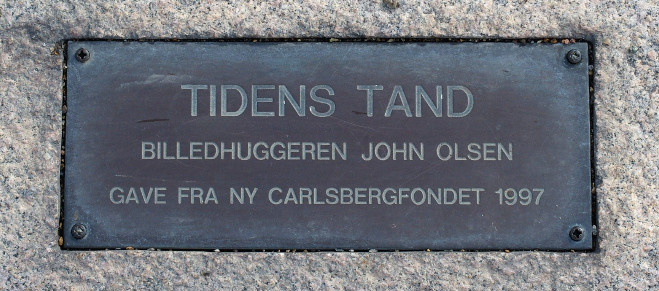 TIDENS TAND
BILLEDHUGGEREN JOHN OLSEN
GAVE FRA NY CARLSBERGFONDET 1997